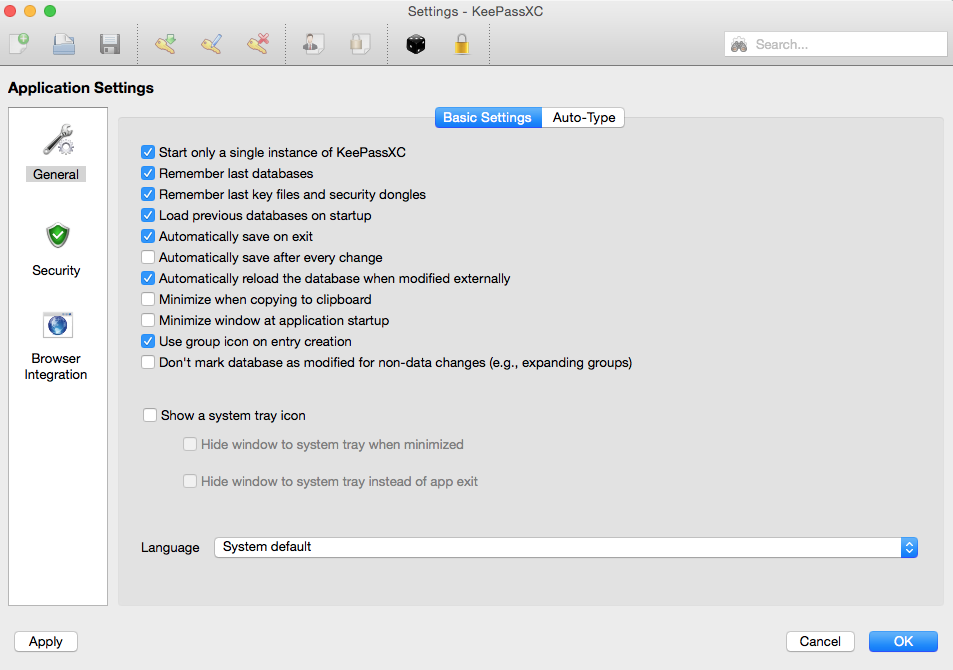 Settings - KeePassXC
Search...
Application Settings
General
Security
Browser
Integration
Basic Settings
Auto-Type
Start only a single instance of KeePassXC
Remember last databases
Remember last key files and security dongles
Load previous databases on startup
Automatically save on exit
Automatically save after every change
Automatically reload the database when modified externally
Minimize when copying to clipboard
Minimize window at application startup
Use group icon on entry creation
Don't mark database as modified for non-data changes (e.g., expanding groups)
Show a system tray icon
Hide window to system tray when minimized
Hide window to system tray instead of app exit
Language System default
Apply
Cancel
OK